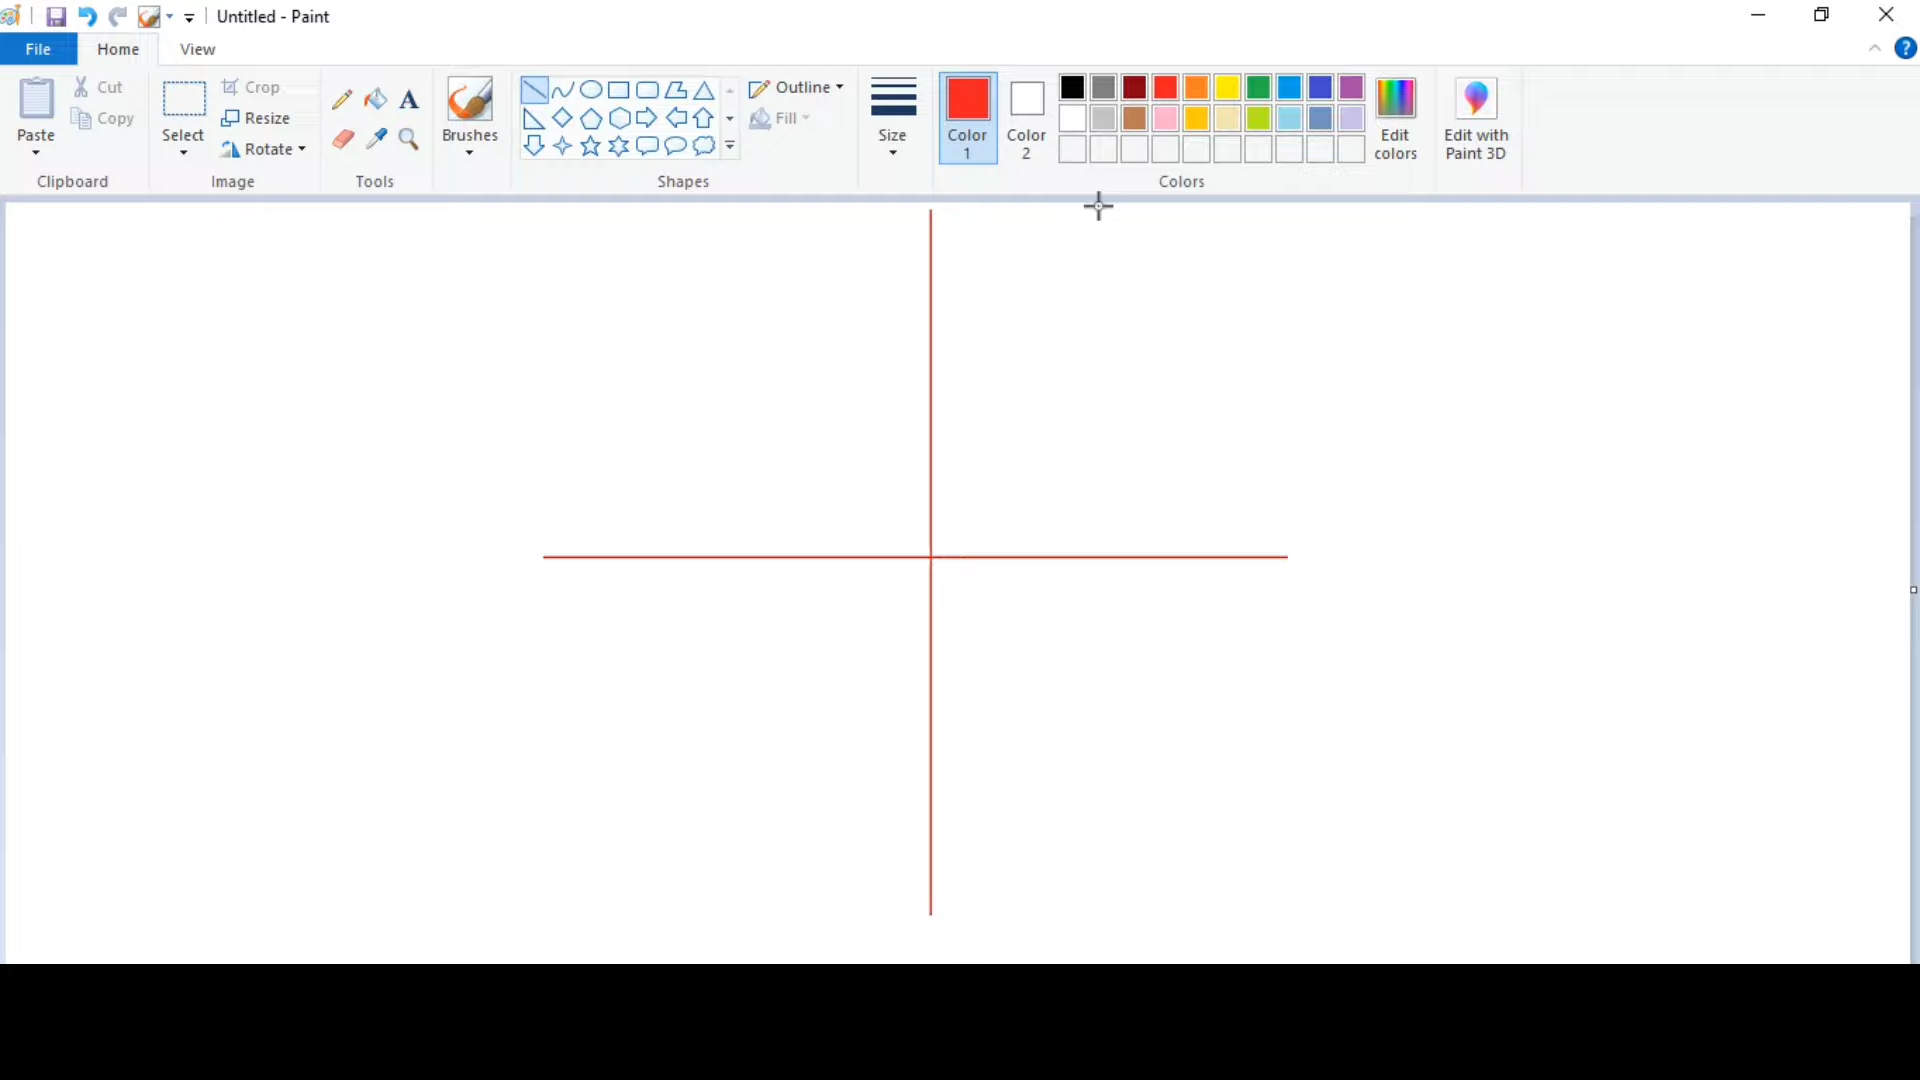 Untitled - Paint
File Home View
Paste
Cut
Copy
Clipboard
Select
Crop
Resize
Rotate
Image
A
Tools
Brushes
Outline
Fill
Shapes
Size
Color
1
Color
2
Edit
colors
Colors
Edit with
Paint 3D
?